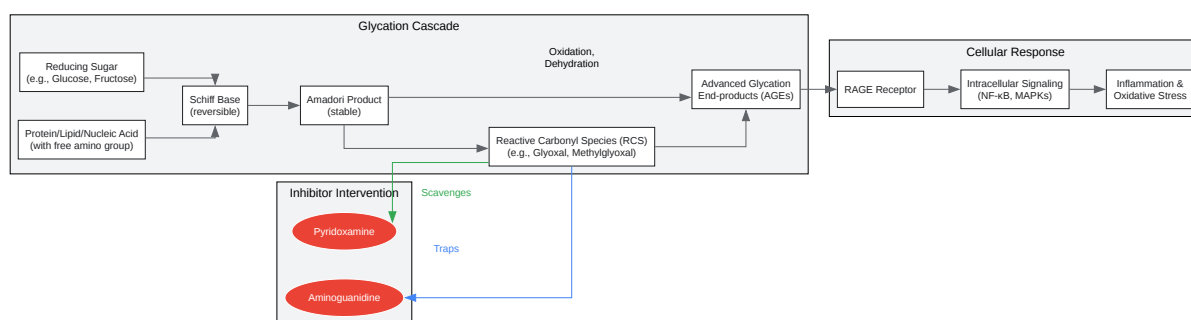 Glycation Cascade
Reducing Sugar
(e.g., Glucose, Fructose)
Protein/Lipid/Nucleic Acid
(with free amino group)
Schiff Base
(reversible)
Amadori Product
(stable)
Oxidation,
Dehydration
Reactive Carbonyl Species (RCS)
(e.g., Glyoxal, Methylglyoxal)
Advanced Glycation
End-products (AGEs)
Cellular Response
RAGE Receptor
Intracellular Signaling
(NF-κB, MAPKs)
Inflammation &
Oxidative Stress
Inhibitor Intervention
Scavenges
Pyridoxamine
Traps
Aminoguanidine